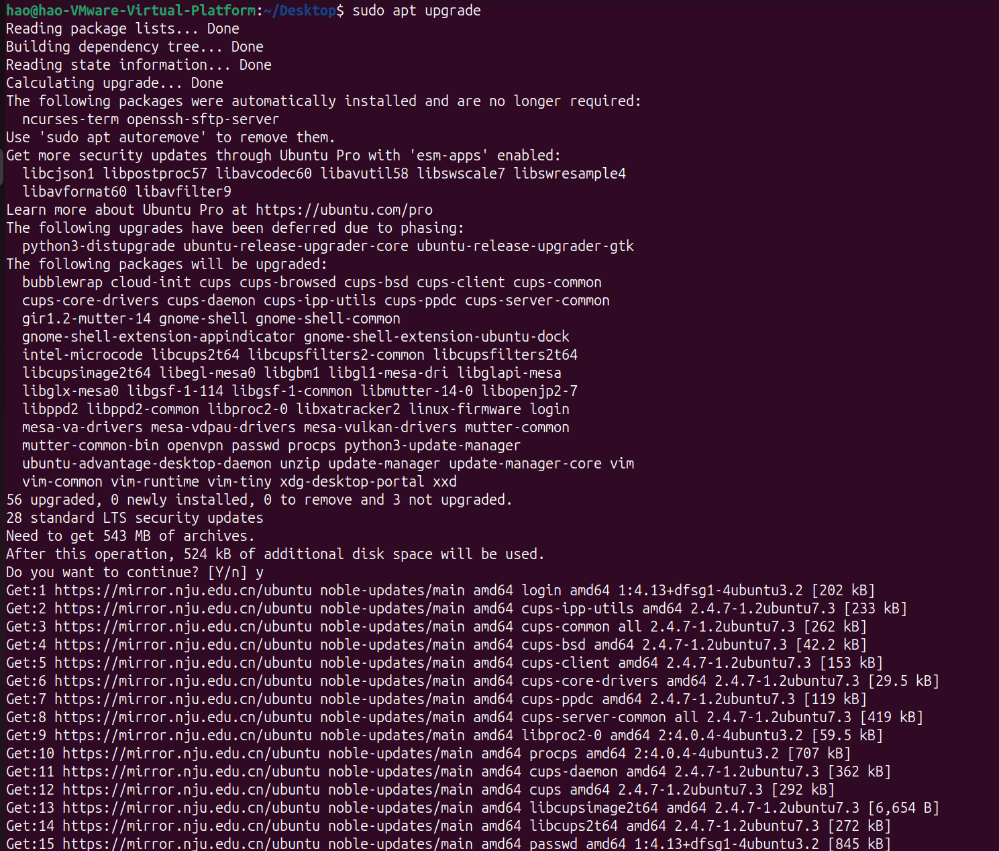 hao@hao-VMware-Virtual-Platform:~/Desktop$ sudo apt upgrade
Reading package lists... Done
Building dependency tree... Done
Reading state information... Done
Calculating upgrade... Done
The following packages were automatically installed and are no longer required:
  ncurses-term openssh-sftp-server
Use 'sudo apt autoremove' to remove them.
Get more security updates through Ubuntu Pro with 'esm-apps' enabled:
  libcjson1 libpostproc57 libavcodec60 libavutil58 libswscale7 libswresample4
  libavformat60 libavfilter9
Learn more about Ubuntu Pro at https://ubuntu.com/pro
The following upgrades have been deferred due to phasing:
  python3-distupgrade ubuntu-release-upgrader-core ubuntu-release-upgrader-gtk
The following packages will be upgraded:
  bubblewrap cloud-init cups cups-browsed cups-bsd cups-client cups-common
  cups-core-drivers cups-daemon cups-ipp-utils cups-ppdc cups-server-common
  gir1.2-mutter-14 gnome-shell gnome-shell-common
  gnome-shell-extension-appindicator gnome-shell-extension-ubuntu-dock
  intel-microcode libcups2t64 libcupsfilters2-common libcupsfilters2t64
  libcupsimage2t64 libegl-mesa0 libgbm1 libgl1-mesa-dri libglapi-mesa
  libglx-mesa0 libgsf-1-114 libgsf-1-common libmutter-14-0 libopenjp2-7
  libppd2 libppd2-common libproc2-0 libxatracker2 linux-firmware login
  mesa-va-drivers mesa-vdpau-drivers mesa-vulkan-drivers mutter-common
  mutter-common-bin openvpn passwd procps python3-update-manager
  ubuntu-advantage-desktop-daemon unzip update-manager update-manager-core vim
  vim-common vim-runtime vim-tiny xdg-desktop-portal xxd
56 upgraded, 0 newly installed, 0 to remove and 3 not upgraded.
28 standard LTS security updates
Need to get 543 MB of archives.
After this operation, 524 kB of additional disk space will be used.
Do you want to continue? [Y/n] y
Get:1 https://mirror.nju.edu.cn/ubuntu noble-updates/main amd64 login amd64 1:4.13+dfsg1-4ubuntu3.2 [202 kB]
Get:2 https://mirror.nju.edu.cn/ubuntu noble-updates/main amd64 cups-ipp-utils amd64 2.4.7-1.2ubuntu7.3 [233 kB]
Get:3 https://mirror.nju.edu.cn/ubuntu noble-updates/main amd64 cups-common all 2.4.7-1.2ubuntu7.3 [262 kB]
Get:4 https://mirror.nju.edu.cn/ubuntu noble-updates/main amd64 cups-bsd amd64 2.4.7-1.2ubuntu7.3 [42.2 kB]
Get:5 https://mirror.nju.edu.cn/ubuntu noble-updates/main amd64 cups-client amd64 2.4.7-1.2ubuntu7.3 [153 kB]
Get:6 https://mirror.nju.edu.cn/ubuntu noble-updates/main amd64 cups-core-drivers amd64 2.4.7-1.2ubuntu7.3 [29.5 kB]
Get:7 https://mirror.nju.edu.cn/ubuntu noble-updates/main amd64 cups-ppdc amd64 2.4.7-1.2ubuntu7.3 [119 kB]
Get:8 https://mirror.nju.edu.cn/ubuntu noble-updates/main amd64 cups-server-common all 2.4.7-1.2ubuntu7.3 [419 kB]
Get:9 https://mirror.nju.edu.cn/ubuntu noble-updates/main amd64 libproc2-0 amd64 2:4.0.4-4ubuntu3.2 [59.5 kB]
Get:10 https://mirror.nju.edu.cn/ubuntu noble-updates/main amd64 procps amd64 2:4.0.4-4ubuntu3.2 [707 kB]
Get:11 https://mirror.nju.edu.cn/ubuntu noble-updates/main amd64 cups-daemon amd64 2.4.7-1.2ubuntu7.3 [362 kB]
Get:12 https://mirror.nju.edu.cn/ubuntu noble-updates/main amd64 cups amd64 2.4.7-1.2ubuntu7.3 [292 kB]
Get:13 https://mirror.nju.edu.cn/ubuntu noble-updates/main amd64 libcupsimage2t64 amd64 2.4.7-1.2ubuntu7.3 [6,654 B]
Get:14 https://mirror.nju.edu.cn/ubuntu noble-updates/main amd64 libcups2t64 amd64 2.4.7-1.2ubuntu7.3 [272 kB]
Get:15 https://mirror.nju.edu.cn/ubuntu noble-updates/main amd64 passwd amd64 1:4.13+dfsg1-4ubuntu3.2 [845 kB]